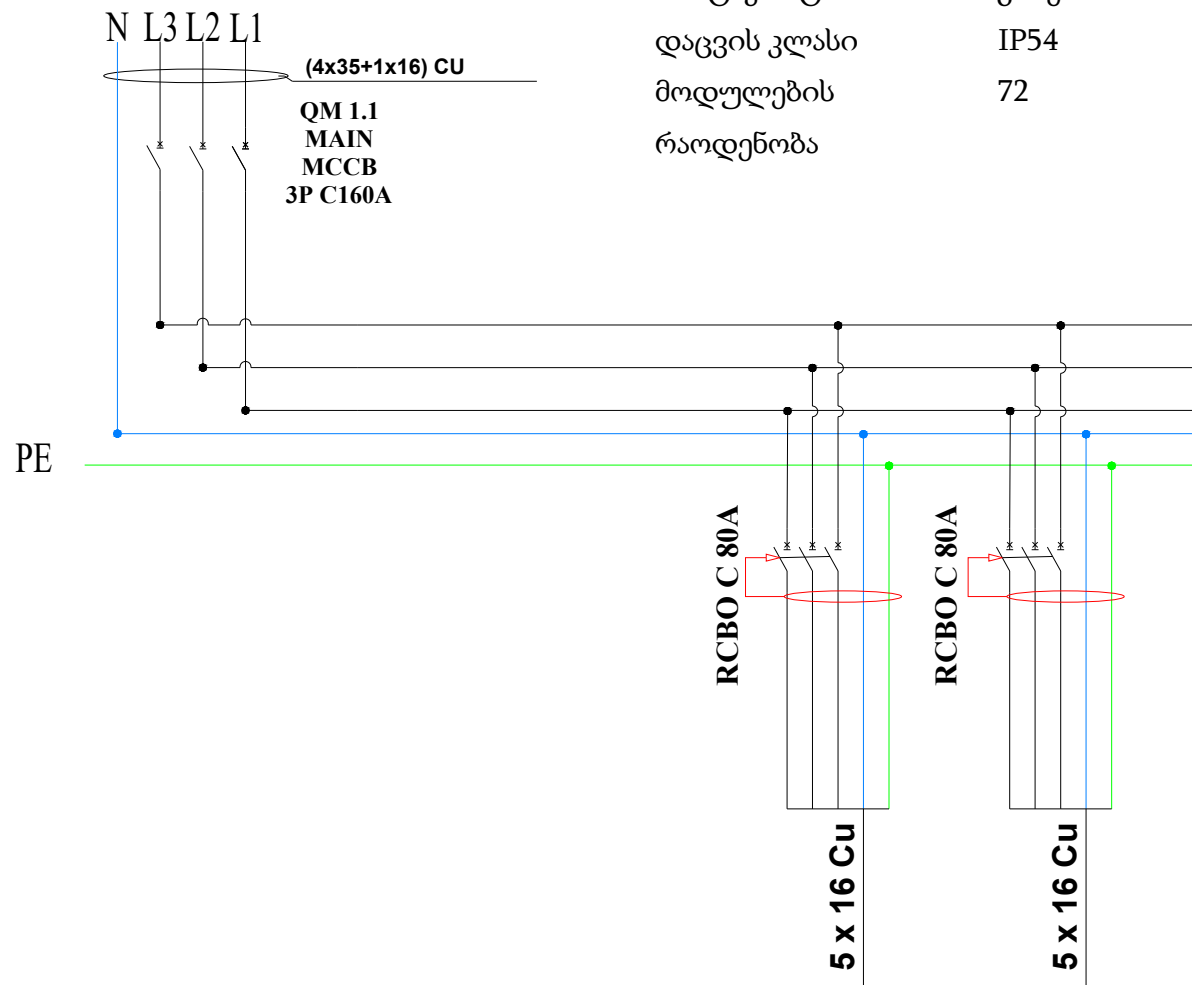 N L3 L2 L1
(4x35+1x16) CU
QM 1.1
MAIN
MCCB
3P C160A
დაცვის კლასი IP54
მოდულების 72
რაოდენობა
PE
RCBO C 80A
RCBO C 80A
5 x 16 Cu
5 x 16 Cu